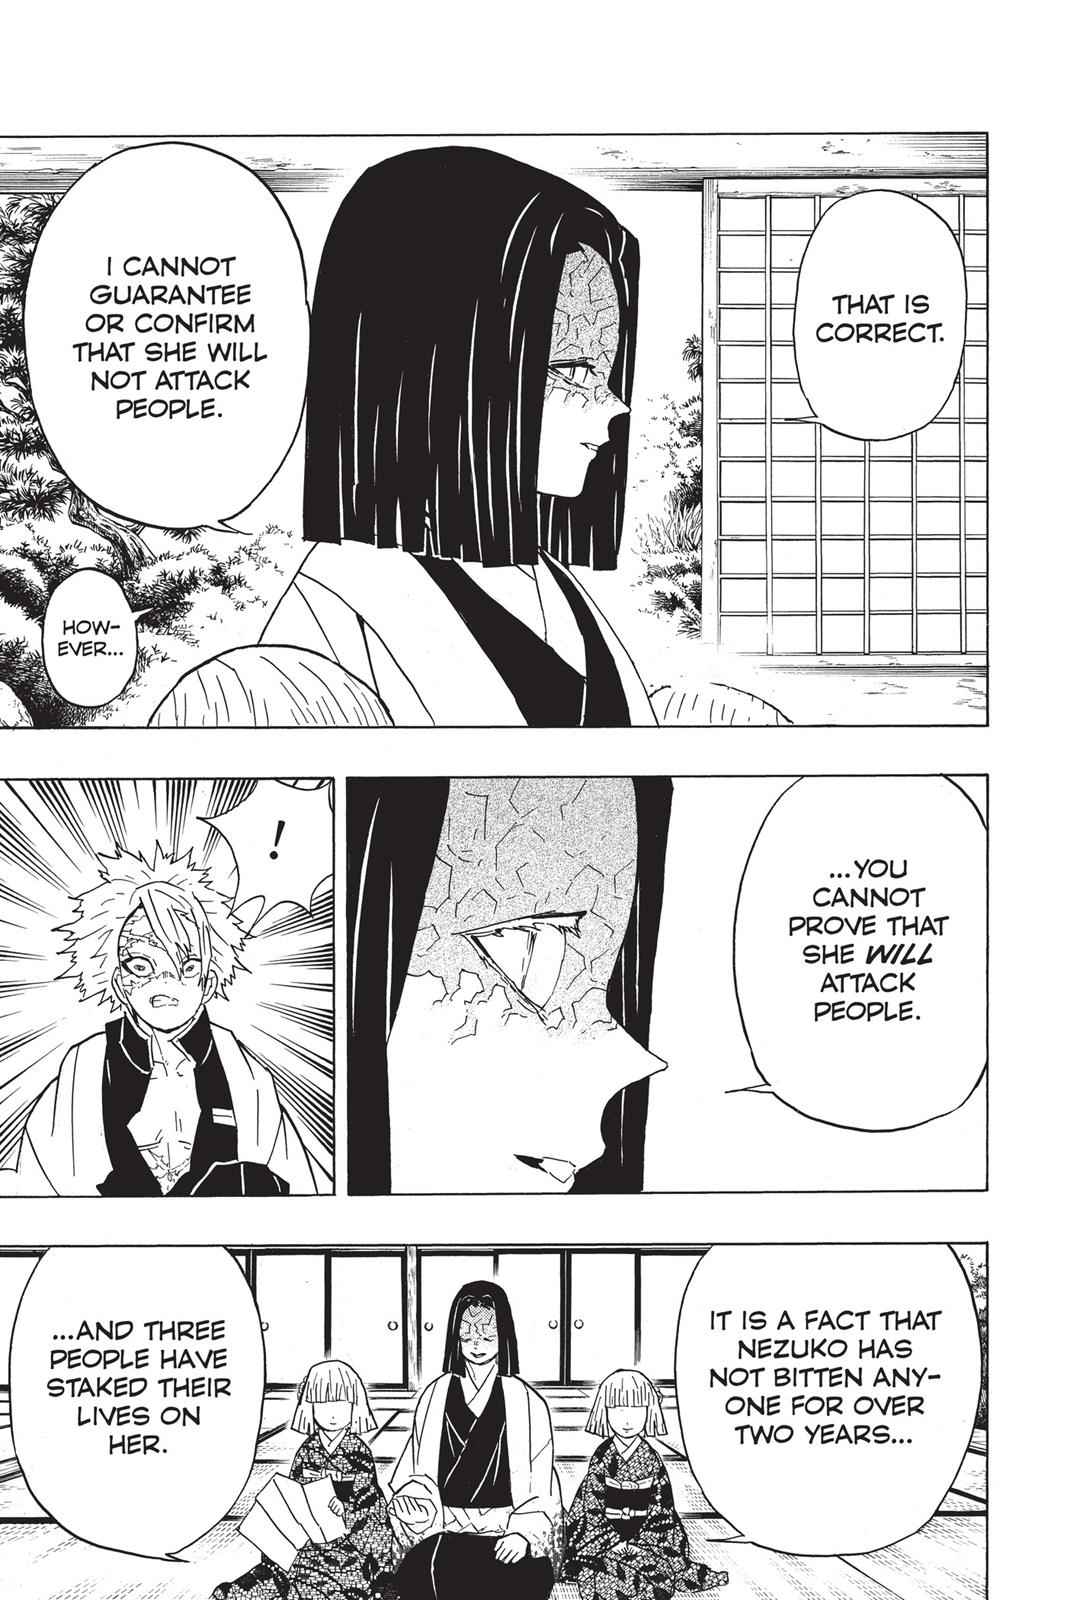 THAT IS
CORRECT.
I CANNOT
GUARANTEE
OR CONFIRM
THAT SHE WILL
NOT ATTACK
PEOPLE.
HOW-
EVER...
...YOU
CANNOT
PROVE THAT
SHE WILL
ATTACK
PEOPLE.
!
IT IS A FACT THAT
NEZUKO HAS
NOT BITTEN ANY-
ONE FOR OVER
TWO YEARS...
...AND THREE
PEOPLE HAVE
STAKED THEIR
LIVES ON
HER.